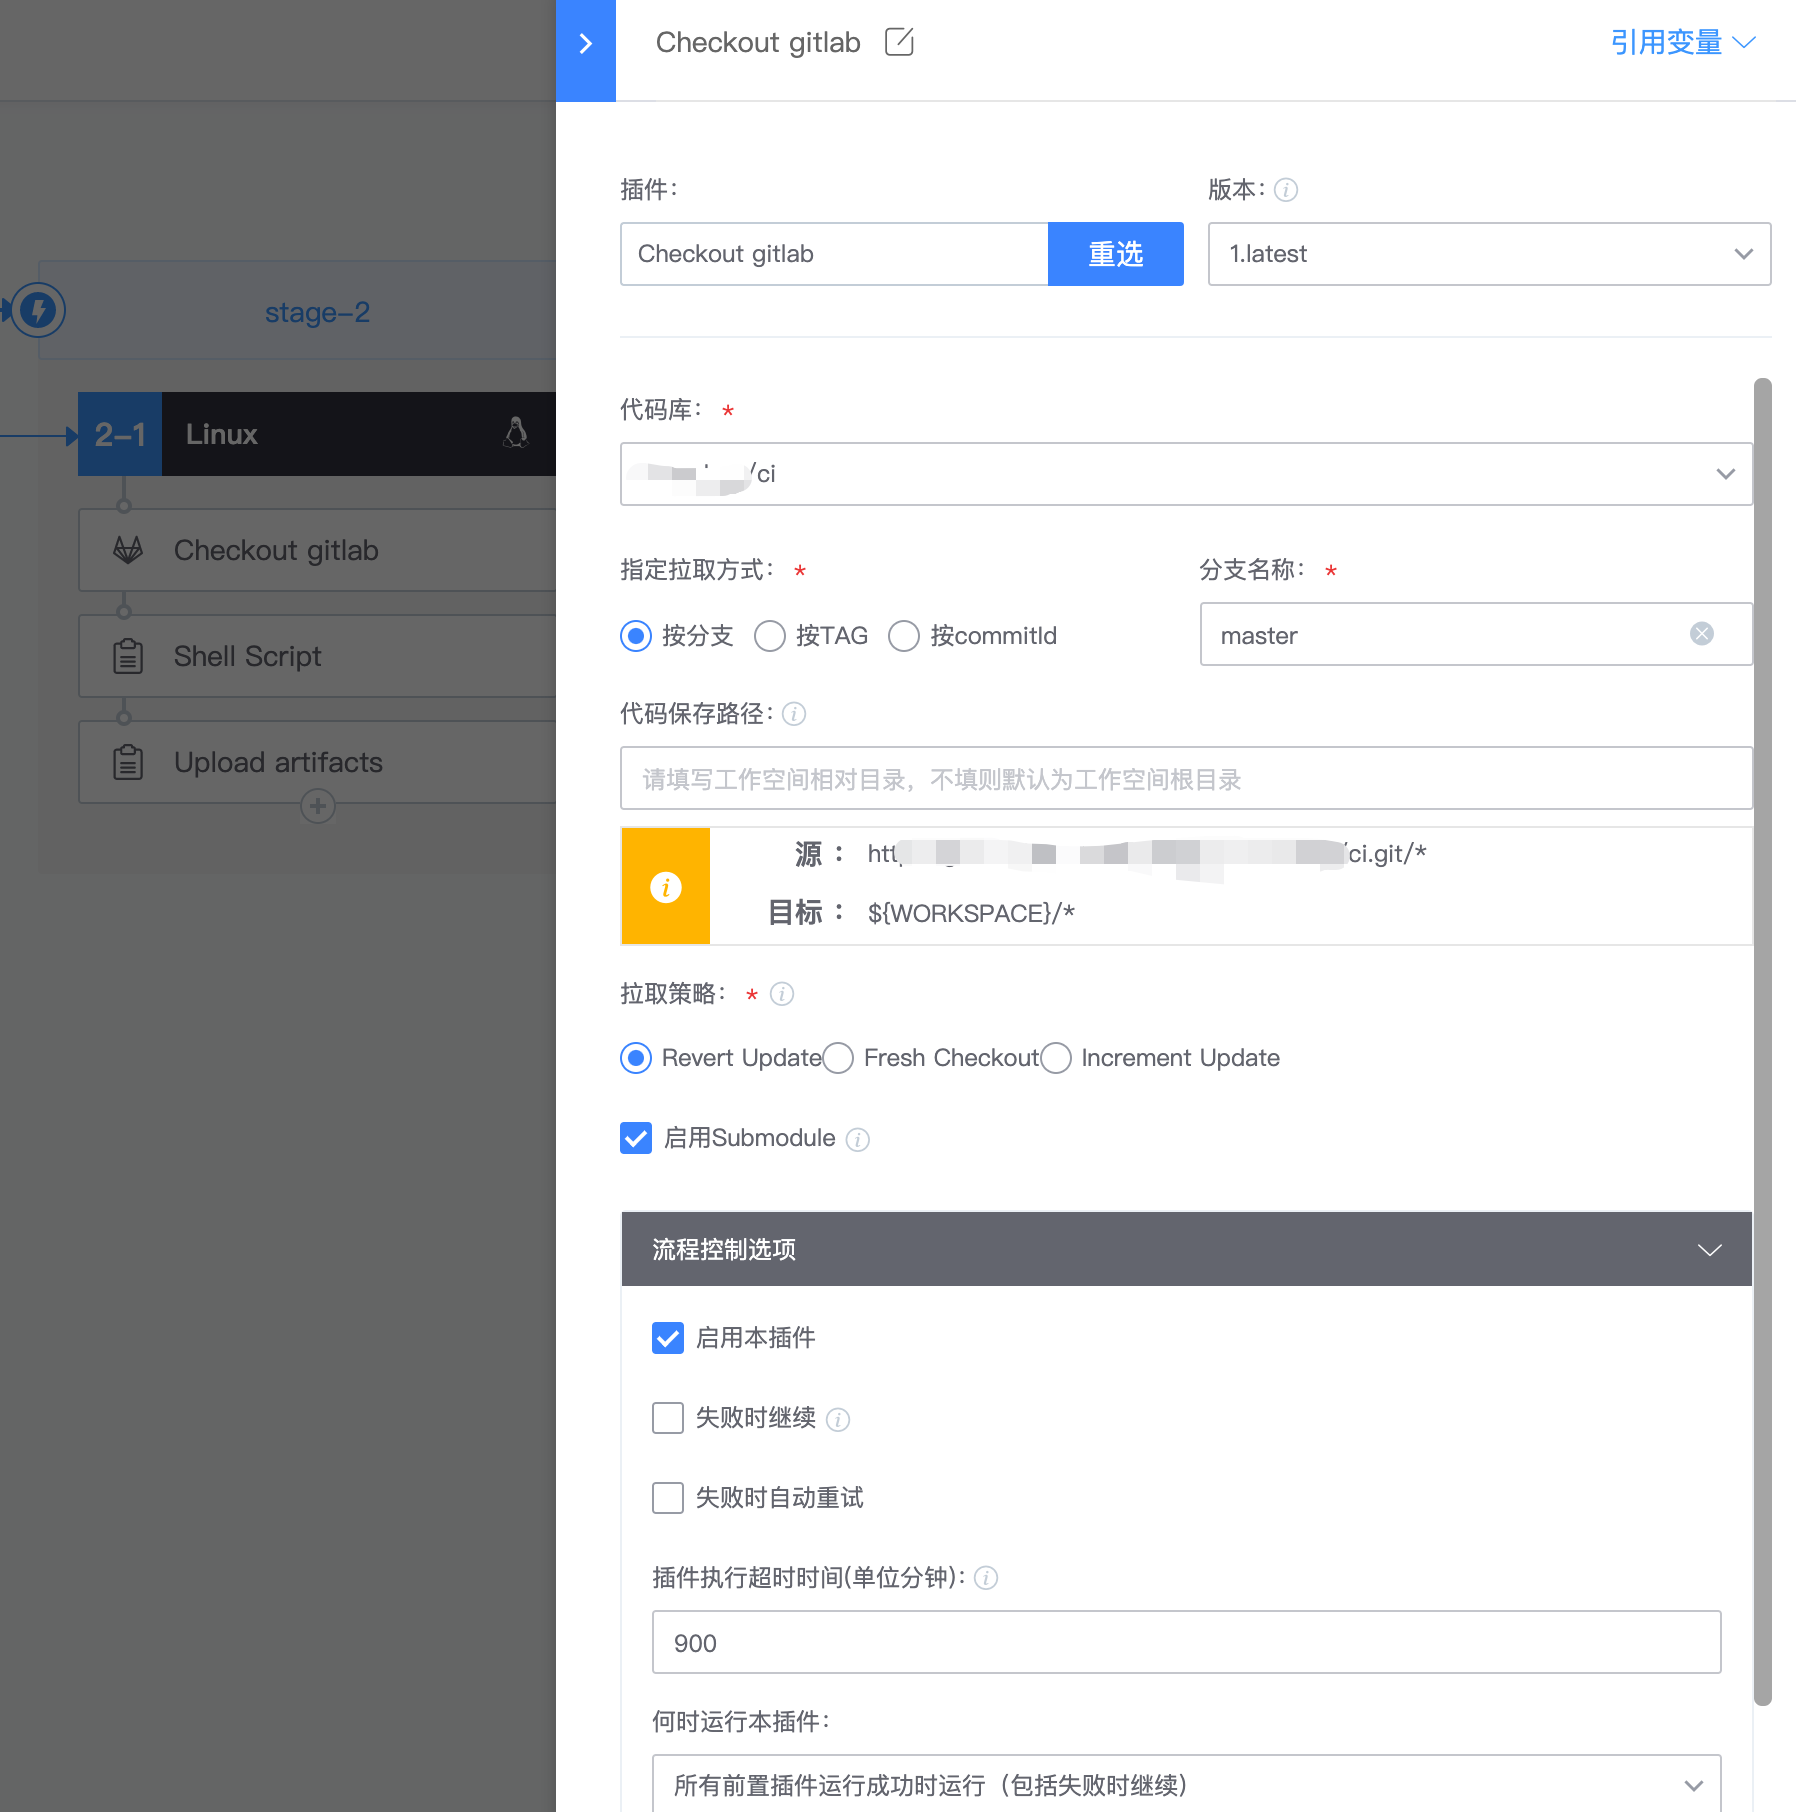 Checkout gitlab
引用变量
插件：
版本：
Checkout gitlab
重选
1.latest
stage-2
2-1
Linux
Checkout gitlab
Shell Script
Upload artifacts
代码库： *
/ci
指定拉取方式： *
分支名称： *
按分支
按TAG
按commitId
master
代码保存路径：
请填写工作空间相对目录，不填则默认为工作空间根目录
源 ：
ci.git/*
目标 ： ${WORKSPACE}/*
拉取策略： *
Revert Update
Fresh Checkout
Increment Update
启用Submodule
流程控制选项
启用本插件
失败时继续
失败时自动重试
插件执行超时时间(单位分钟)：
900
何时运行本插件：
所有前置插件运行成功时运行（包括失败时继续）